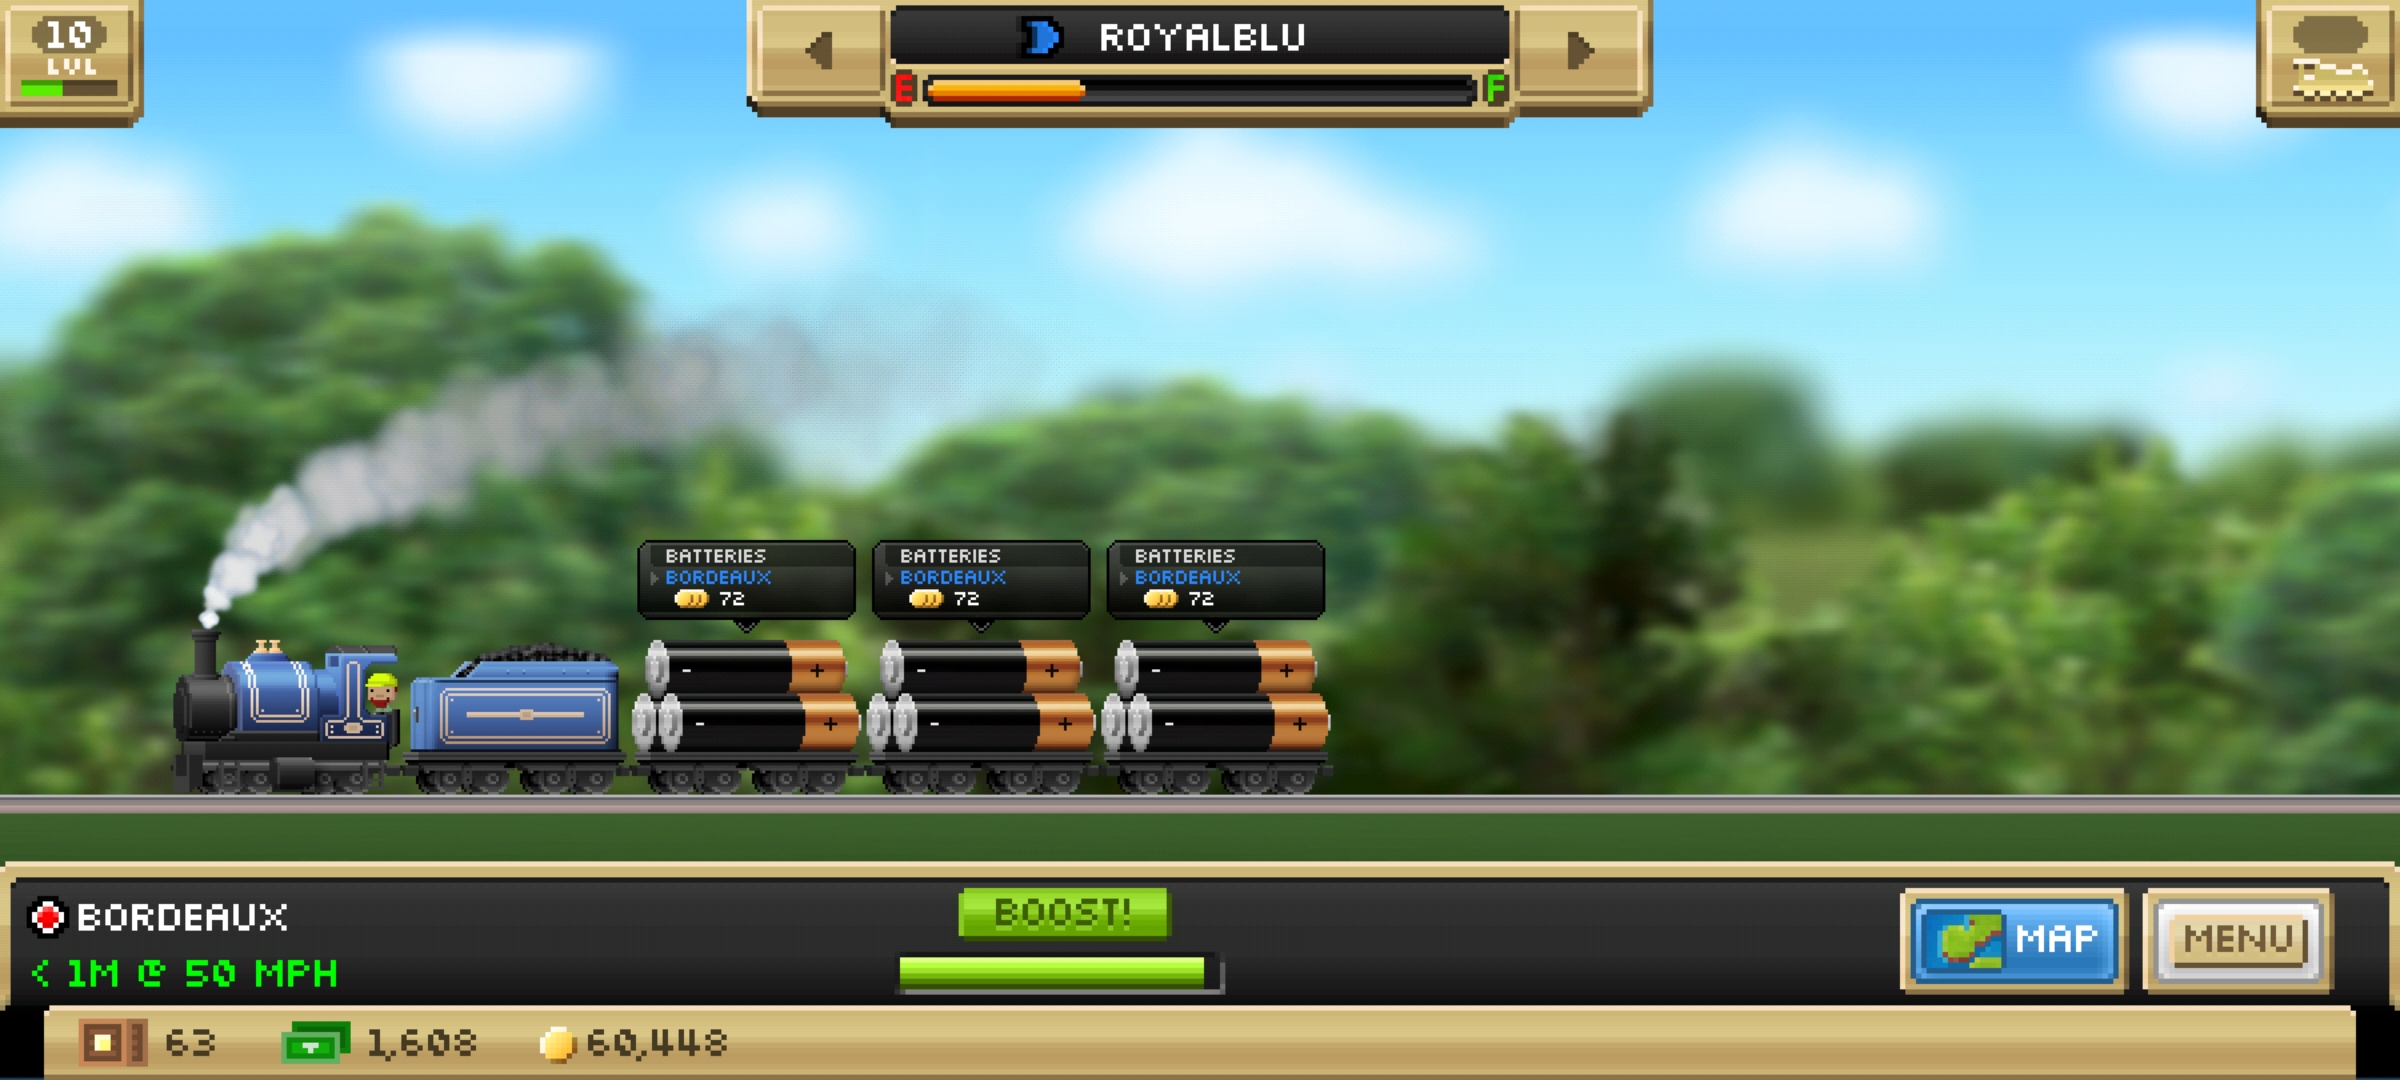 10
LVL
ROYALBLU
E F
BATTERIES
BORDEAUX
72
BATTERIES
BORDEAUX
72
BATTERIES
BORDEAUX
72
- +
- +
- +
- +
- +
- +
BORDEAUX
< 1M @ 50 MPH
BOOST!
MAP
MENU
63
1,608
60,448